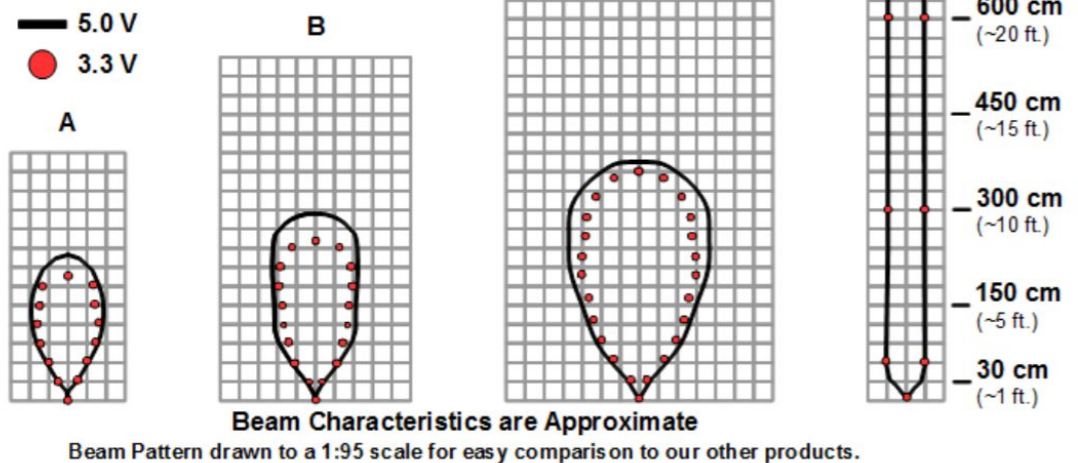 5.0 V
3.3 V
A
B
600 cm
(~20 ft.)
450 cm
(~15 ft.)
300 cm
(~10 ft.)
150 cm
(~5 ft.)
30 cm
(~1 ft.)
Beam Characteristics are Approximate
Beam Pattern drawn to a 1:95 scale for easy comparison to our other products.